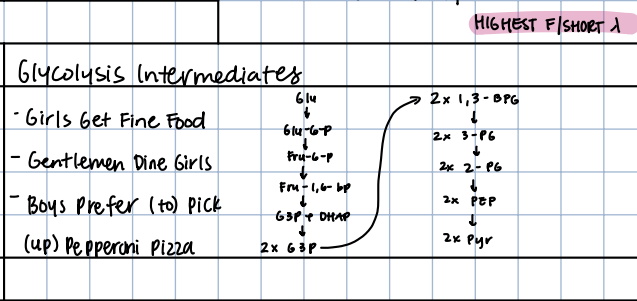 HIGHEST F/SHORT λ
Glycolysis Intermediates
- Girls Get Fine Food
- Gentlemen Dine Girls
- Boys Prefer (to) Pick
(up) Pepperoni Pizza
Glu
Glu-6-P
Fru-6-P
Fru-1,6-bp
G3P + DHAP
2x G3P
2x 1,3-BPG
2x 3-PG
2x 2-PG
2x PEP
2x Pyr